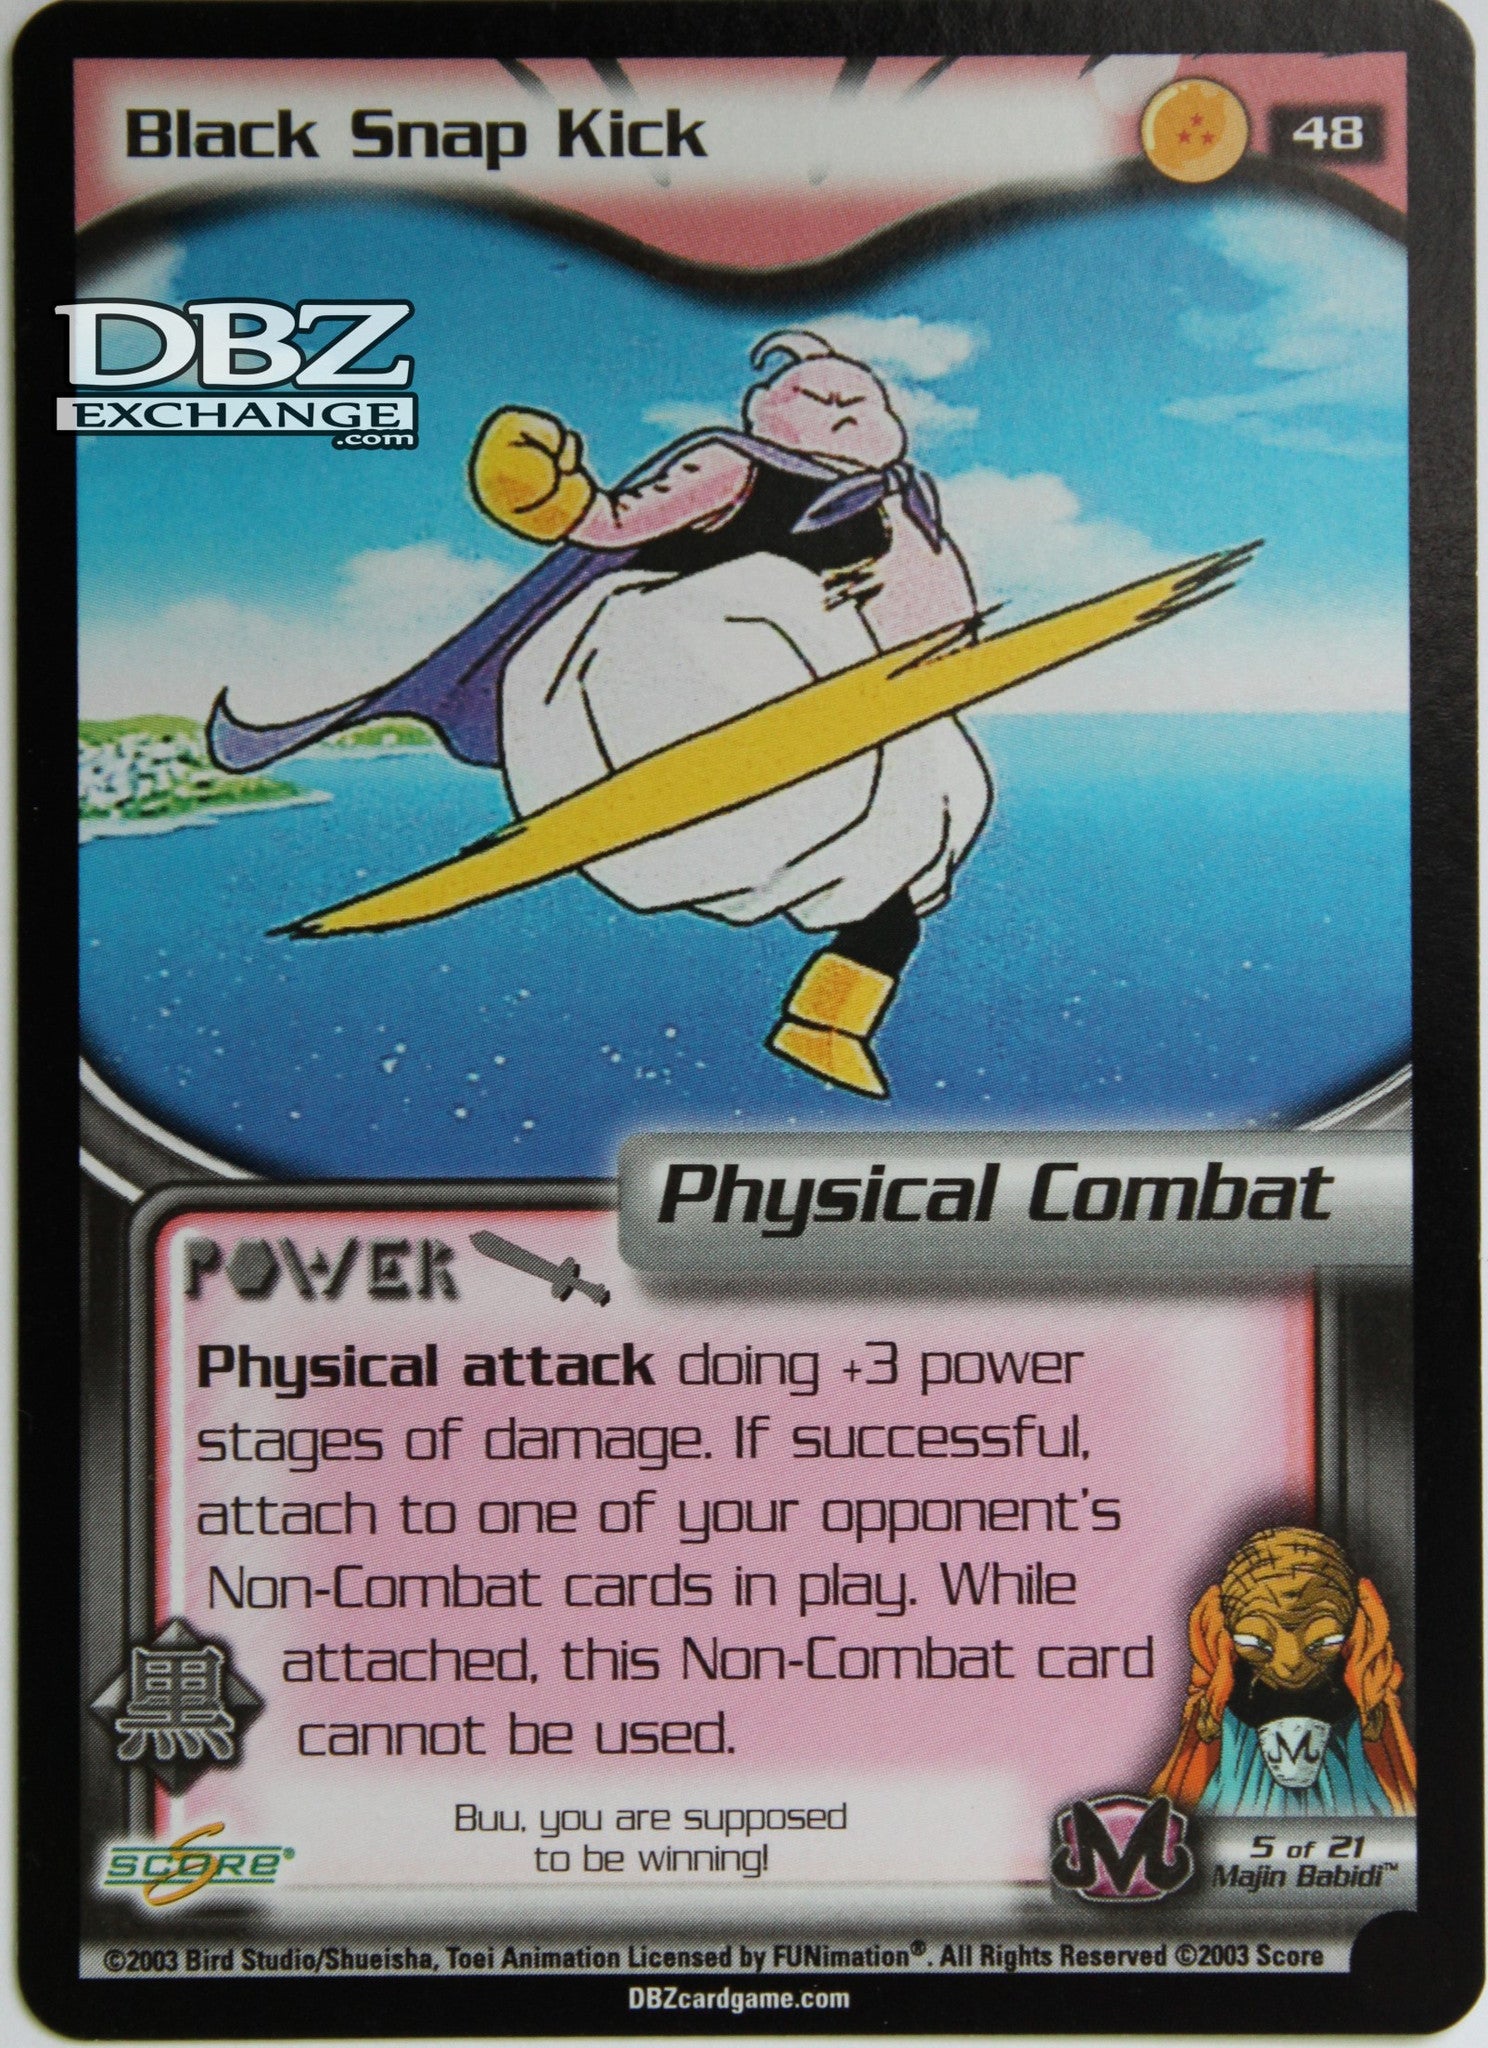 Black Snap Kick
48
DBZ
EXCHANGE
.com
Physical Combat
POWER
Physical attack doing +3 power
stages of damage. If successful,
attach to one of your opponent's
Non-Combat cards in play. While
attached, this Non-Combat card
cannot be used.
黒
Buu, you are supposed
to be winning!
SCORE®
M
M
5 of 21
Majin Babidi™
©2003 Bird Studio/Shueisha, Toei Animation Licensed by FUNimation®. All Rights Reserved ©2003 Score
DBZcardgame.com